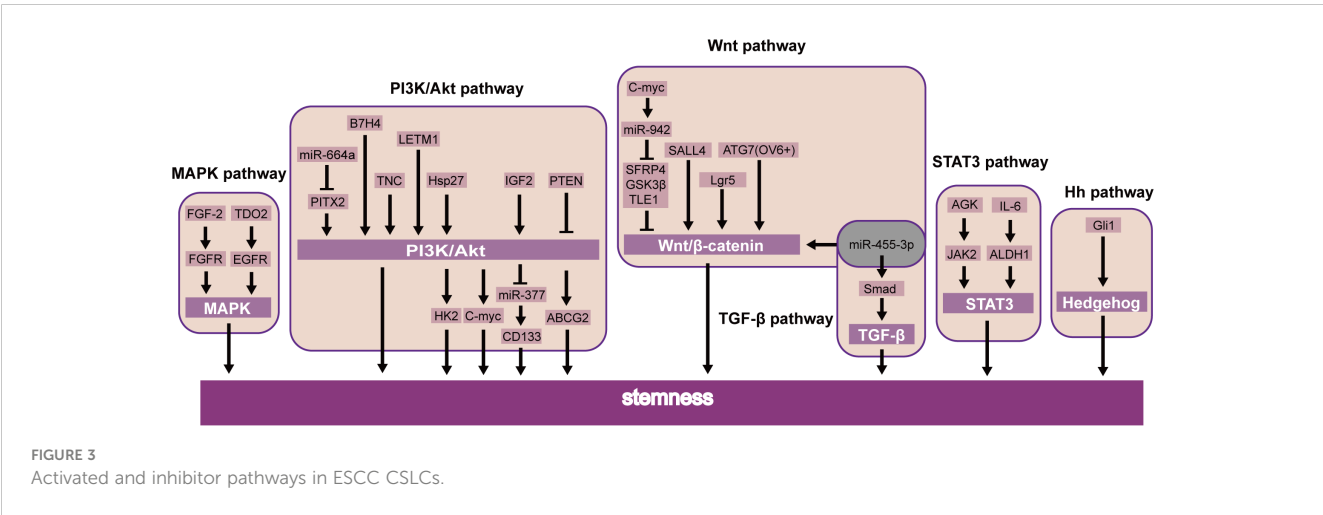 Wnt pathway
PI3K/Akt pathway
MAPK pathway
STAT3 pathway
Hh pathway
TGF-β pathway
FGF-2
TDO2
FGFR
EGFR
MAPK
B7H4
LETM1
miR-664a
TNC
Hsp27
IGF2
PTEN
PITX2
PI3K/Akt
miR-377
HK2
C-myc
ABCG2
CD133
C-myc
miR-942
SFRP4
GSK3β
TLE1
SALL4
ATG7(OV6+)
Lgr5
Wnt/β-catenin
miR-455-3p
Smad
TGF-β
AGK
IL-6
JAK2
ALDH1
STAT3
Gli1
Hedgehog
stemness
FIGURE 3
Activated and inhibitor pathways in ESCC CSLCs.